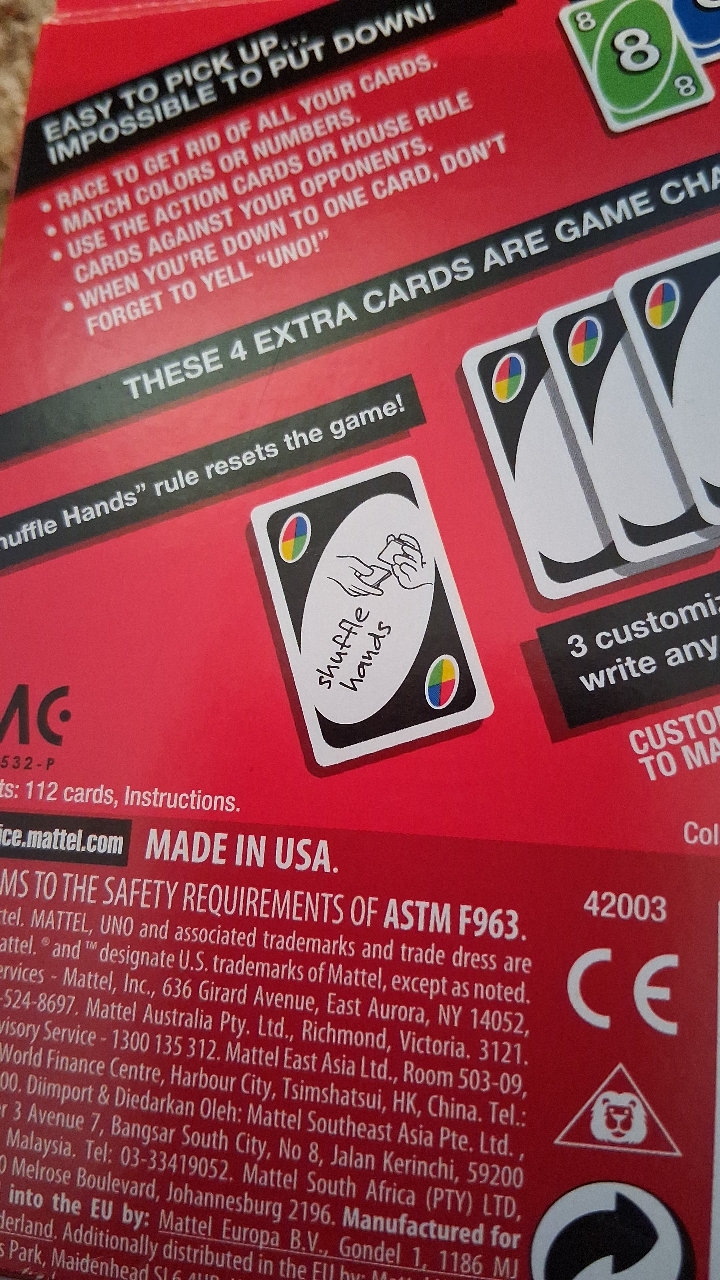 EASY TO PICK UP...
IMPOSSIBLE TO PUT DOWN!
• RACE TO GET RID OF ALL YOUR CARDS.
• MATCH COLORS OR NUMBERS.
• USE THE ACTION CARDS OR HOUSE RULE
CARDS AGAINST YOUR OPPONENTS.
• WHEN YOU'RE DOWN TO ONE CARD, DON'T
FORGET TO YELL "UNO!"
8
8
8
THESE 4 EXTRA CARDS ARE GAME CHA
huffle Hands" rule resets the game!
shuffle
hands
3 customiz
write any
CUSTO
TO MA
532-P
ts: 112 cards, Instructions.
Col
ice.mattel.com MADE IN USA.
MS TO THE SAFETY REQUIREMENTS OF ASTM F963.
42003
CE
ttel. MATTEL, UNO and associated trademarks and trade dress are
attel. ® and ™ designate U.S. trademarks of Mattel, except as noted.
ervices - Mattel, Inc., 636 Girard Avenue, East Aurora, NY 14052,
-524-8697. Mattel Australia Pty. Ltd., Richmond, Victoria. 3121.
visory Service - 1300 135 312. Mattel East Asia Ltd., Room 503-09,
World Finance Centre, Harbour City, Tsimshatsui, HK, China. Tel.:
00. Diimport & Diedarkan Oleh: Mattel Southeast Asia Pte. Ltd.,
r 3 Avenue 7, Bangsar South City, No 8, Jalan Kerinchi, 59200
Malaysia. Tel: 03-33419052. Mattel South Africa (PTY) LTD,
0 Melrose Boulevard, Johannesburg 2196. Manufactured for
into the EU by: Mattel Europa B.V., Gondel 1, 1186 MJ
derland. Additionally distributed in the EU by:
s Park, Maidenhead SL6 4UB